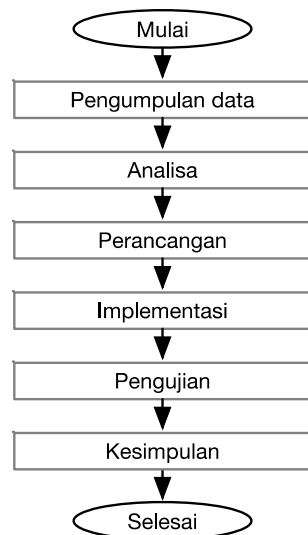 Mulai
Pengumpulan data
Analisa
Perancangan
Implementasi
Pengujian
Kesimpulan
Selesai